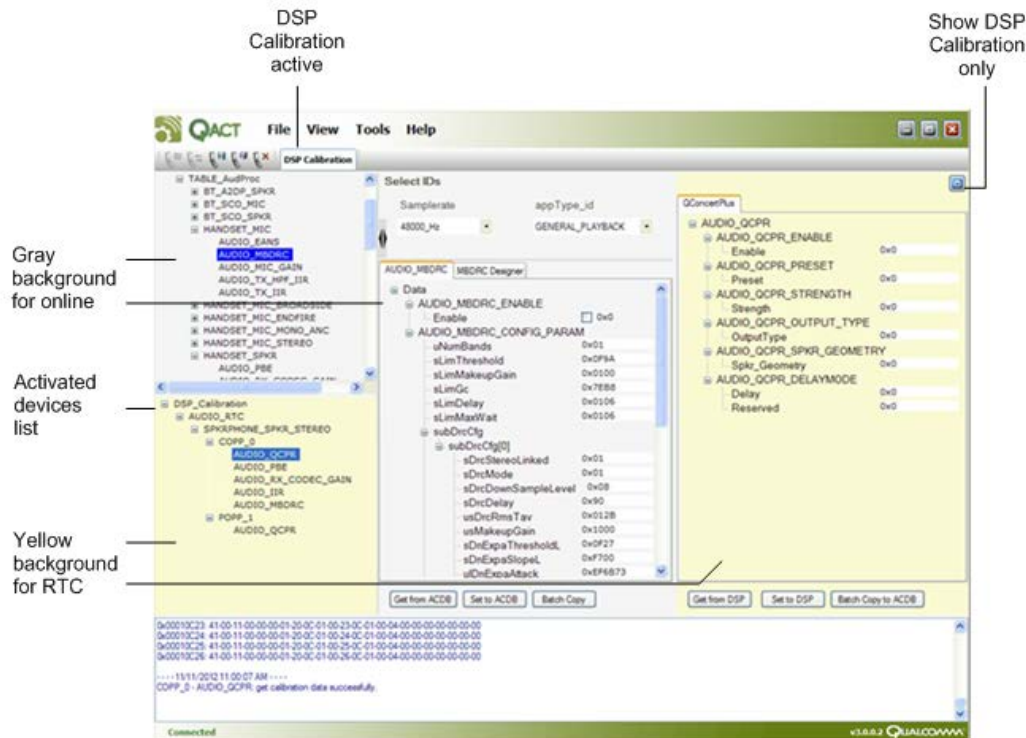 DSP
Calibration
active
Show DSP
Calibration
only
QACT File View Tools Help
DSP Calibration
TABLE_AudProc
BT_A2DP_SPKR
BT_SCO_MIC
BT_SCO_SPKR
HANDSET_MIC
AUDIO_EANS
AUDIO_MBDRC
AUDIO_MIC_GAIN
AUDIO_TX_HPF_IIR
AUDIO_TX_IIR
HANDSET_MIC_BROADSIDE
HANDSET_MIC_ENDFIRE
HANDSET_MIC_MONO_ANC
HANDSET_MIC_STEREO
HANDSET_SPKR
AUDIO_PBE
AUDIO_RX_CODEC_GAIN
Gray
background
for online
Activated
devices
list
DSP_Calibration
AUDIO_RTC
SPKRPHONE_SPKR_STEREO
COPP_0
AUDIO_QCPR
AUDIO_PBE
AUDIO_RX_CODEC_GAIN
AUDIO_IIR
AUDIO_MBDRC
POPP_1
AUDIO_QCPR
Yellow
background
for RTC
Select IDs
Samplerate appType_id
48000_Hz GENERAL_PLAYBACK
AUDIO_MBDRC MBDRC Designer
Data
AUDIO_MBDRC_ENABLE
Enable 0x0
AUDIO_MBDRC_CONFIG_PARAM
uNumBands 0x01
sLimThreshold 0x0F9A
sLimMakeupGain 0x0100
sLimGc 0x7EB8
sLimDelay 0x0106
sLimMaxWait 0x0106
subDrcCfg
subDrcCfg[0]
sDrcStereoLinked 0x01
sDrcMode 0x01
sDrcDownSampleLevel 0x08
sDrcDelay 0x90
usDrcRmsTav 0x012B
usMakeupGain 0x1000
sDnExpaThresholdL 0x0F27
sDnExpaSlopeL 0xF700
ulDnExpaAttack 0xEF6B73
Get from ACDB Set to ACDB Batch Copy
QConcertPlus
AUDIO_QCPR
AUDIO_QCPR_ENABLE
Enable 0x0
AUDIO_QCPR_PRESET
Preset 0x0
AUDIO_QCPR_STRENGTH
Strength 0x0
AUDIO_QCPR_OUTPUT_TYPE
OutputType 0x0
AUDIO_QCPR_SPKR_GEOMETRY
Spkr_Geometry 0x0
AUDIO_QCPR_DELAYMODE
Delay 0x0
Reserved 0x0
Get from DSP Set to DSP Batch Copy to ACDB
0x00010C23: 41-00-11-00-00-00-01-20-0C-01-00-23-0C-01-00-04-00-00-00-00-00-00-00
0x00010C24: 41-00-11-00-00-00-01-20-0C-01-00-24-0C-01-00-04-00-00-00-00-00-00-00
0x00010C25: 41-00-11-00-00-00-01-20-0C-01-00-25-0C-01-00-04-00-00-00-00-00-00-00
0x00010C26: 41-00-11-00-00-00-01-20-0C-01-00-26-0C-01-00-04-00-00-00-00-00-00-00
---- 11/11/2012 11:00:07 AM ----
COPP_0 - AUDIO_QCPR: get calibration data successfully.
Connected v3.0.0.2 QUALCOMM